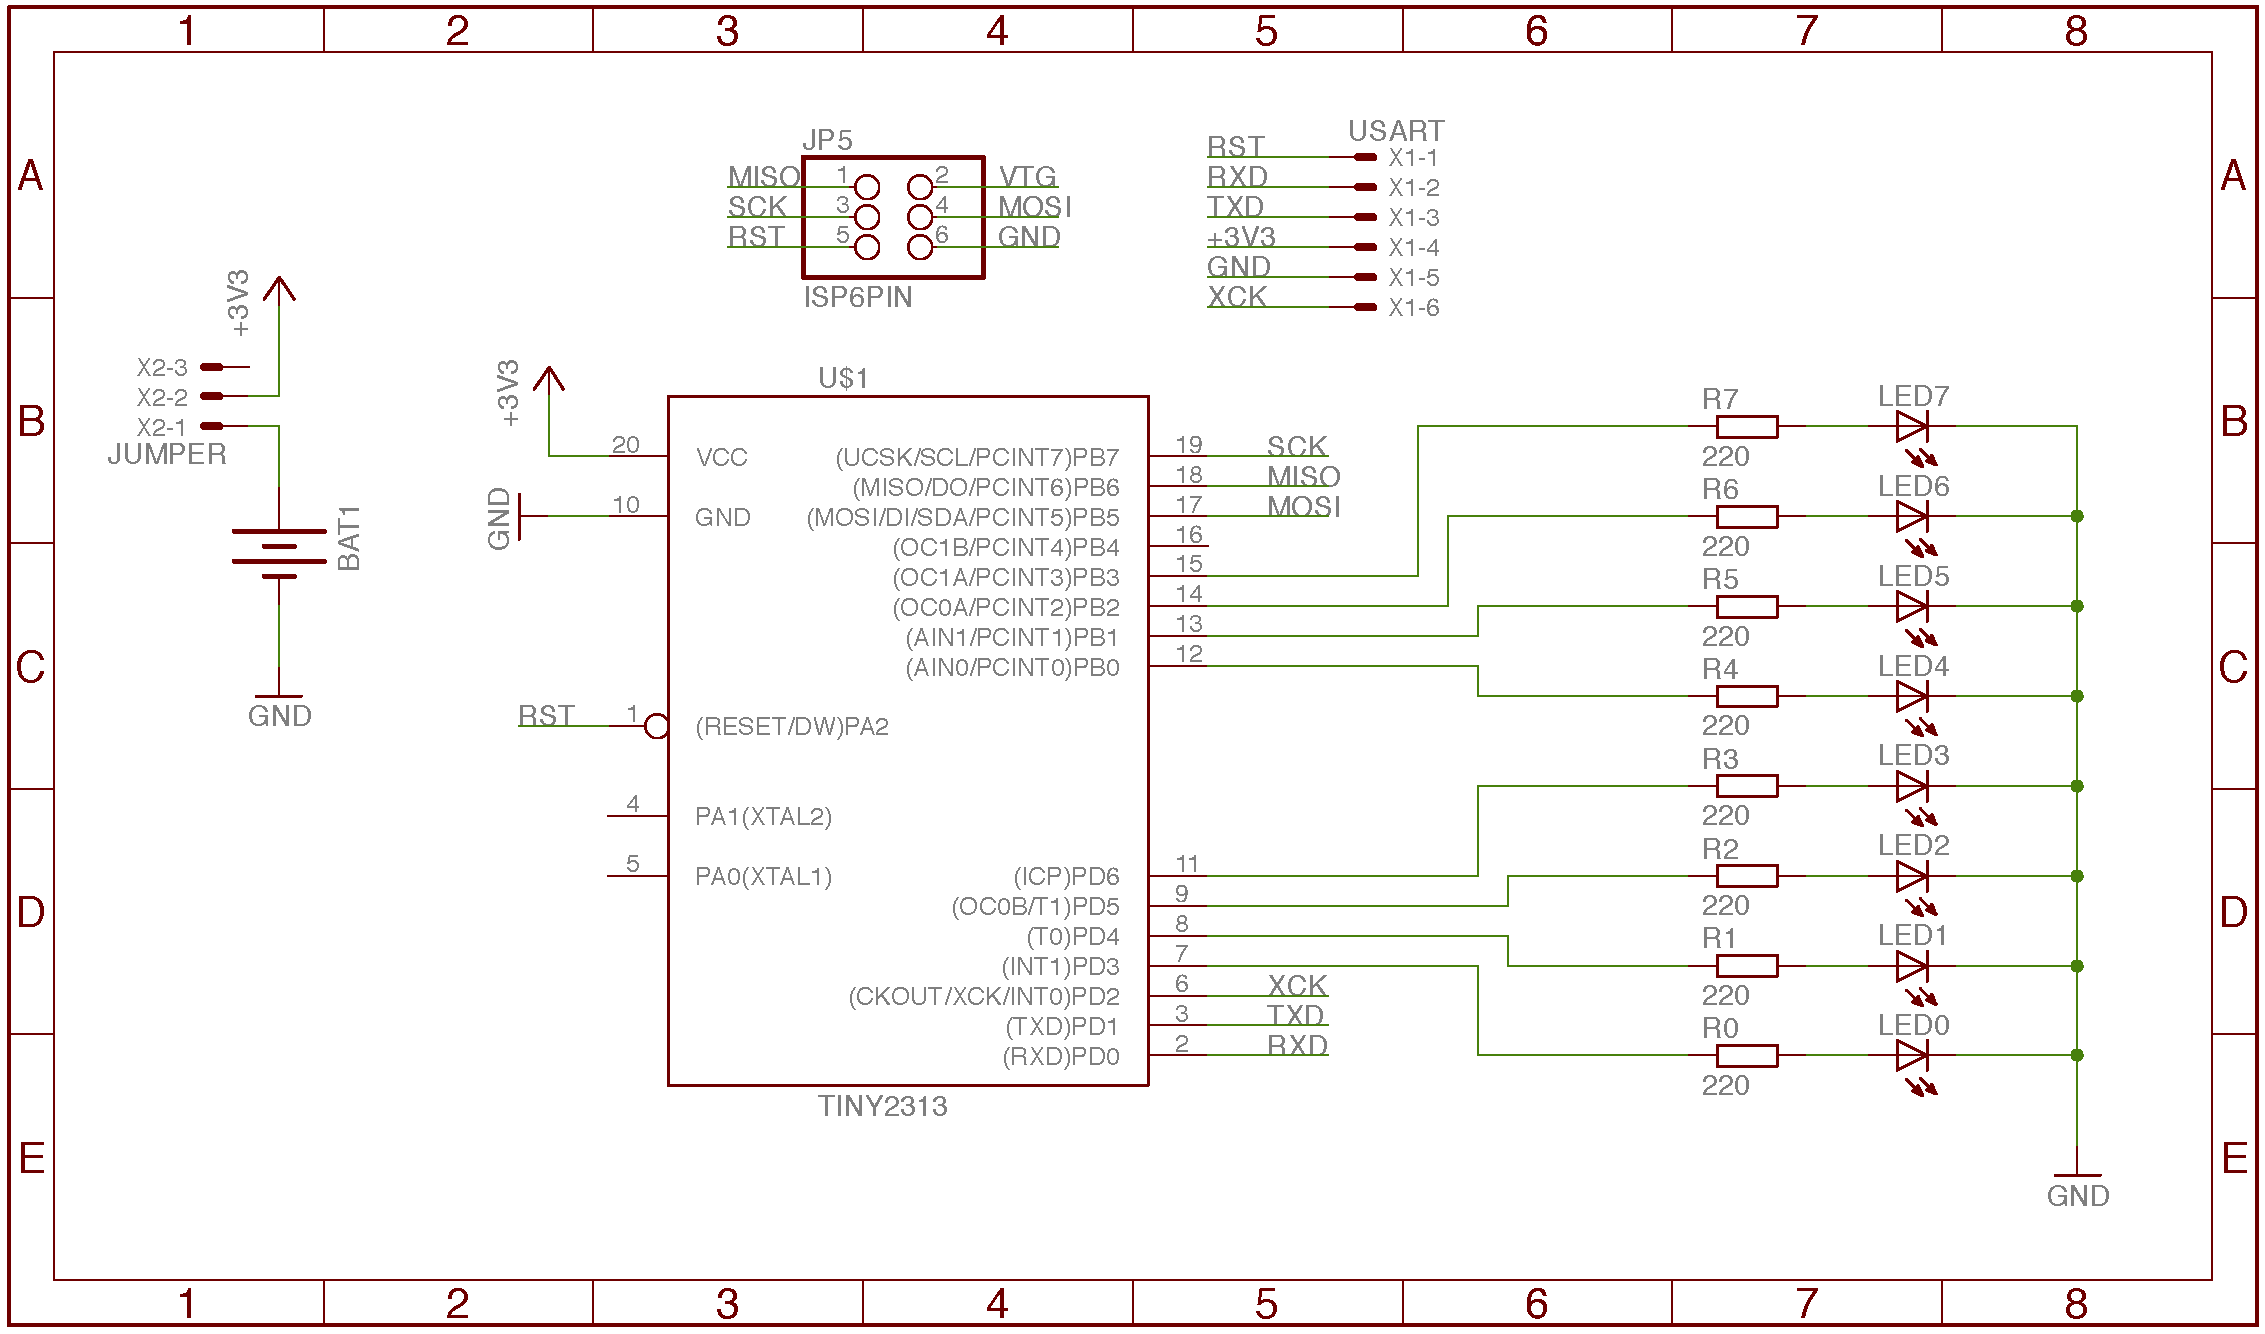 1 2 3 4 5 6 7 8
A A
JP5
MISO 1 2 VTG
SCK 3 4 MOSI
RST 5 6 GND
ISP6PIN
USART
RST X1-1
RXD X1-2
TXD X1-3
+3V3 X1-4
GND X1-5
XCK X1-6
+3V3
X2-3
X2-2
X2-1
JUMPER
BAT1
GND
B B
+3V3
U$1
20 VCC
GND 10 GND
RST 1 (RESET/DW)PA2
4 PA1(XTAL2)
5 PA0(XTAL1)
(UCSK/SCL/PCINT7)PB7 19 SCK
(MISO/DO/PCINT6)PB6 18 MISO
(MOSI/DI/SDA/PCINT5)PB5 17 MOSI
(OC1B/PCINT4)PB4 16
(OC1A/PCINT3)PB3 15
(OC0A/PCINT2)PB2 14
(AIN1/PCINT1)PB1 13
(AIN0/PCINT0)PB0 12
(ICP)PD6 11
(OC0B/T1)PD5 9
(T0)PD4 8
(INT1)PD3 7
(CKOUT/XCK/INT0)PD2 6 XCK
(TXD)PD1 3 TXD
(RXD)PD0 2 RXD
TINY2313
R7 LED7
220
R6 LED6
220
R5 LED5
220
R4 LED4
220
R3 LED3
220
R2 LED2
220
R1 LED1
220
R0 LED0
220
GND
C C
D D
E E
1 2 3 4 5 6 7 8